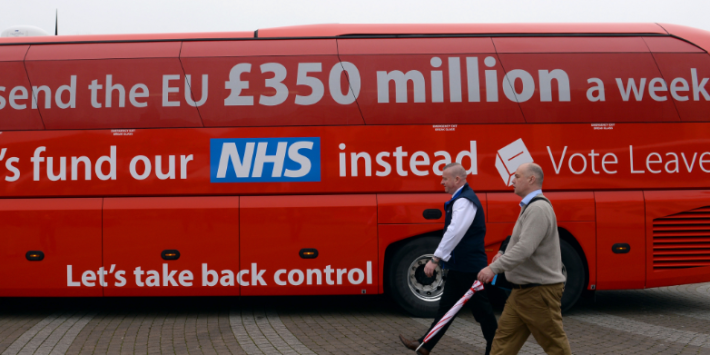 send the EU £350 million a week
's fund our NHS instead Vote Leave
Let's take back control